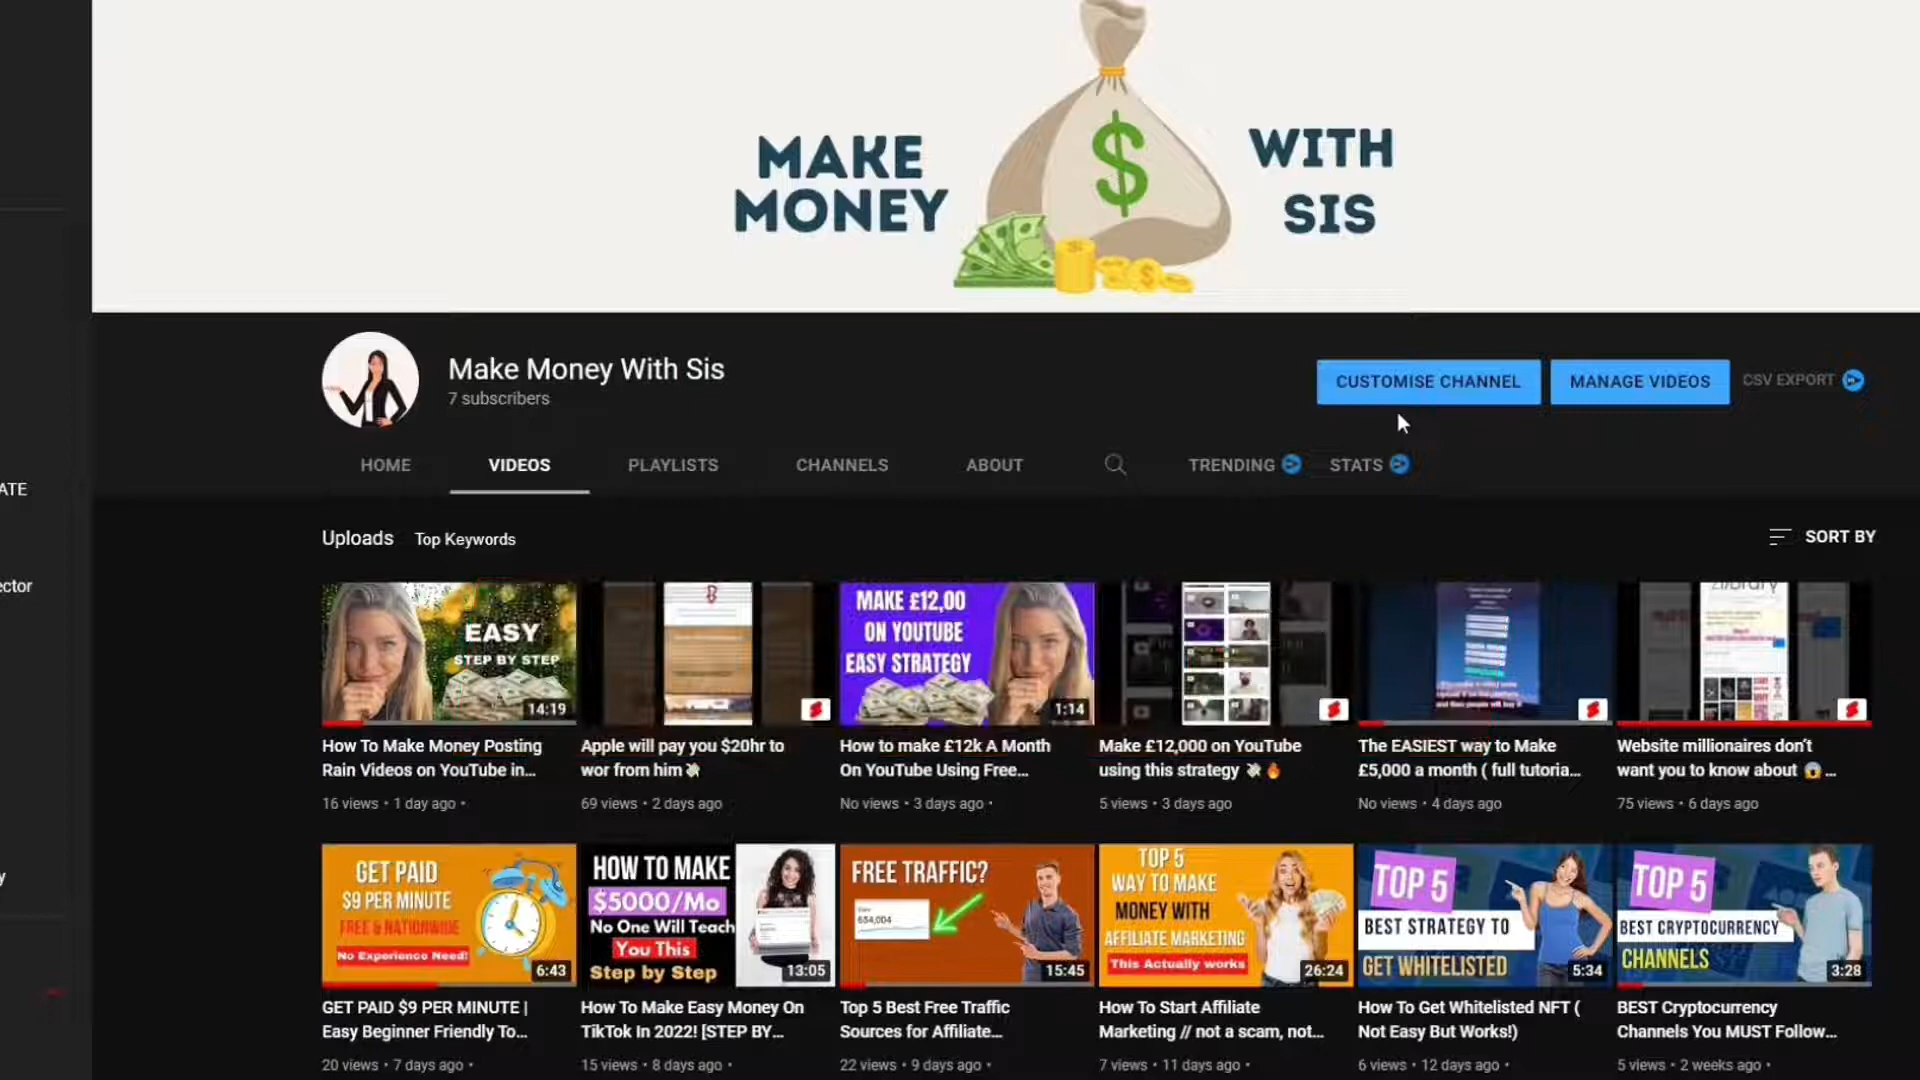 MAKE
MONEY
WITH
SIS
$
Make Money With Sis
7 subscribers
CUSTOMISE CHANNEL
MANAGE VIDEOS
CSV EXPORT
HOME
VIDEOS
PLAYLISTS
CHANNELS
ABOUT
TRENDING
STATS
ATE
ector
y
Uploads
Top Keywords
SORT BY
EASY
STEP BY STEP
14:19
MAKE £12,00
ON YOUTUBE
EASY STRATEGY
1:14
How To Make Money Posting
Rain Videos on YouTube in...
16 views • 1 day ago •
Apple will pay you $20hr to
wor from him
69 views • 2 days ago
How to make £12k A Month
On YouTube Using Free...
No views • 3 days ago •
Make £12,000 on YouTube
using this strategy 💸🔥
5 views • 3 days ago
The EASIEST way to Make
£5,000 a month ( full tutoria...
No views • 4 days ago
Website millionaires don't
want you to know about 😱 ...
75 views • 6 days ago
GET PAID
$9 PER MINUTE
FREE & NATIONWIDE
No Experience Need!
6:43
HOW TO MAKE
$5000/Mo
No One Will Teach
You This
Step by Step
13:05
FREE TRAFFIC?
634,004
15:45
TOP 5
WAY TO MAKE
MONEY WITH
AFFILIATE MARKETING
This Actually works
26:24
TOP 5
BEST STRATEGY TO
GET WHITELISTED
5:34
TOP 5
BEST CRYPTOCURRENCY
CHANNELS
3:28
GET PAID $9 PER MINUTE |
Easy Beginner Friendly To...
20 views • 7 days ago •
How To Make Easy Money On
TikTok In 2022! [STEP BY...
15 views • 8 days ago •
Top 5 Best Free Traffic
Sources for Affiliate...
22 views • 9 days ago •
How To Start Affiliate
Marketing // not a scam, not...
7 views • 11 days ago •
How To Get Whitelisted NFT (
Not Easy But Works!)
6 views • 12 days ago •
BEST Cryptocurrency
Channels You MUST Follow...
5 views • 2 weeks ago •